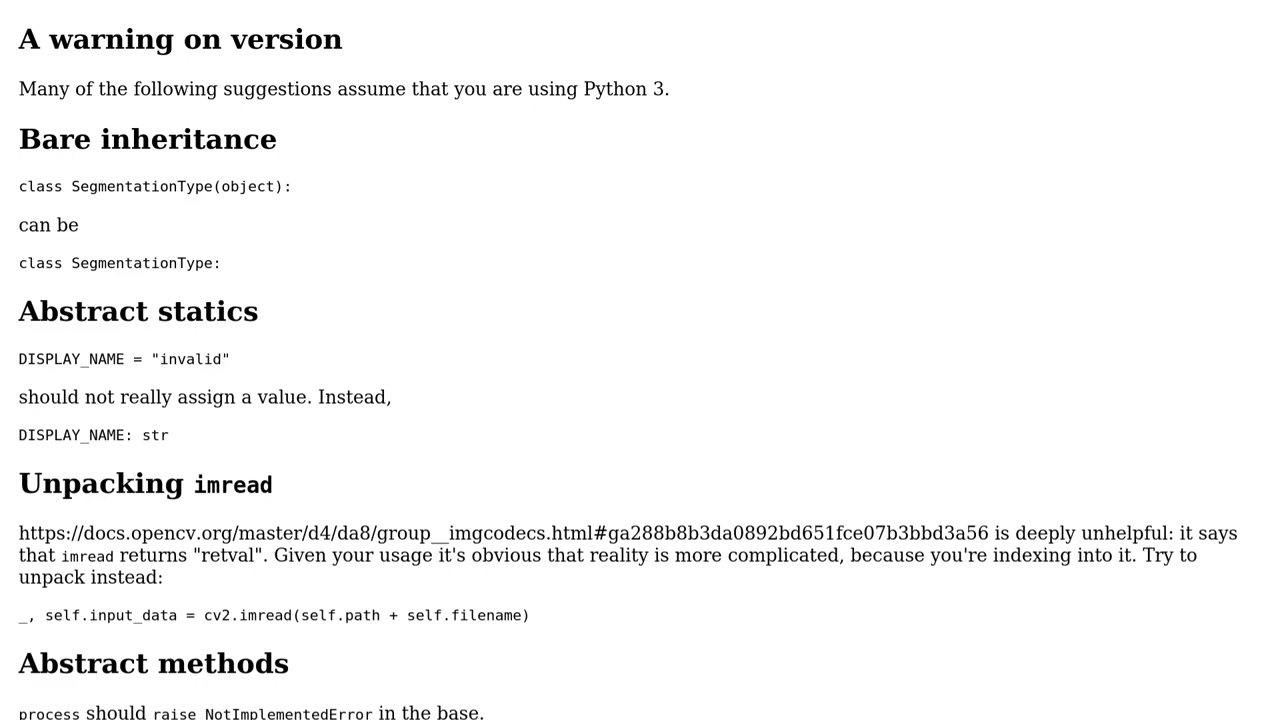 A warning on version
Many of the following suggestions assume that you are using Python 3.
Bare inheritance
class SegmentationType(object):
can be
class SegmentationType:
Abstract statics
DISPLAY_NAME = "invalid"
should not really assign a value. Instead,
DISPLAY_NAME: str
Unpacking imread
https://docs.opencv.org/master/d4/da8/group__imgcodecs.html#ga288b8b3da0892bd651fce07b3bbd3a56 is deeply unhelpful: it says
that imread returns "retval". Given your usage it's obvious that reality is more complicated, because you're indexing into it. Try to
unpack instead:
_, self.input_data = cv2.imread(self.path + self.filename)
Abstract methods
process should raise NotImplementedError in the base.